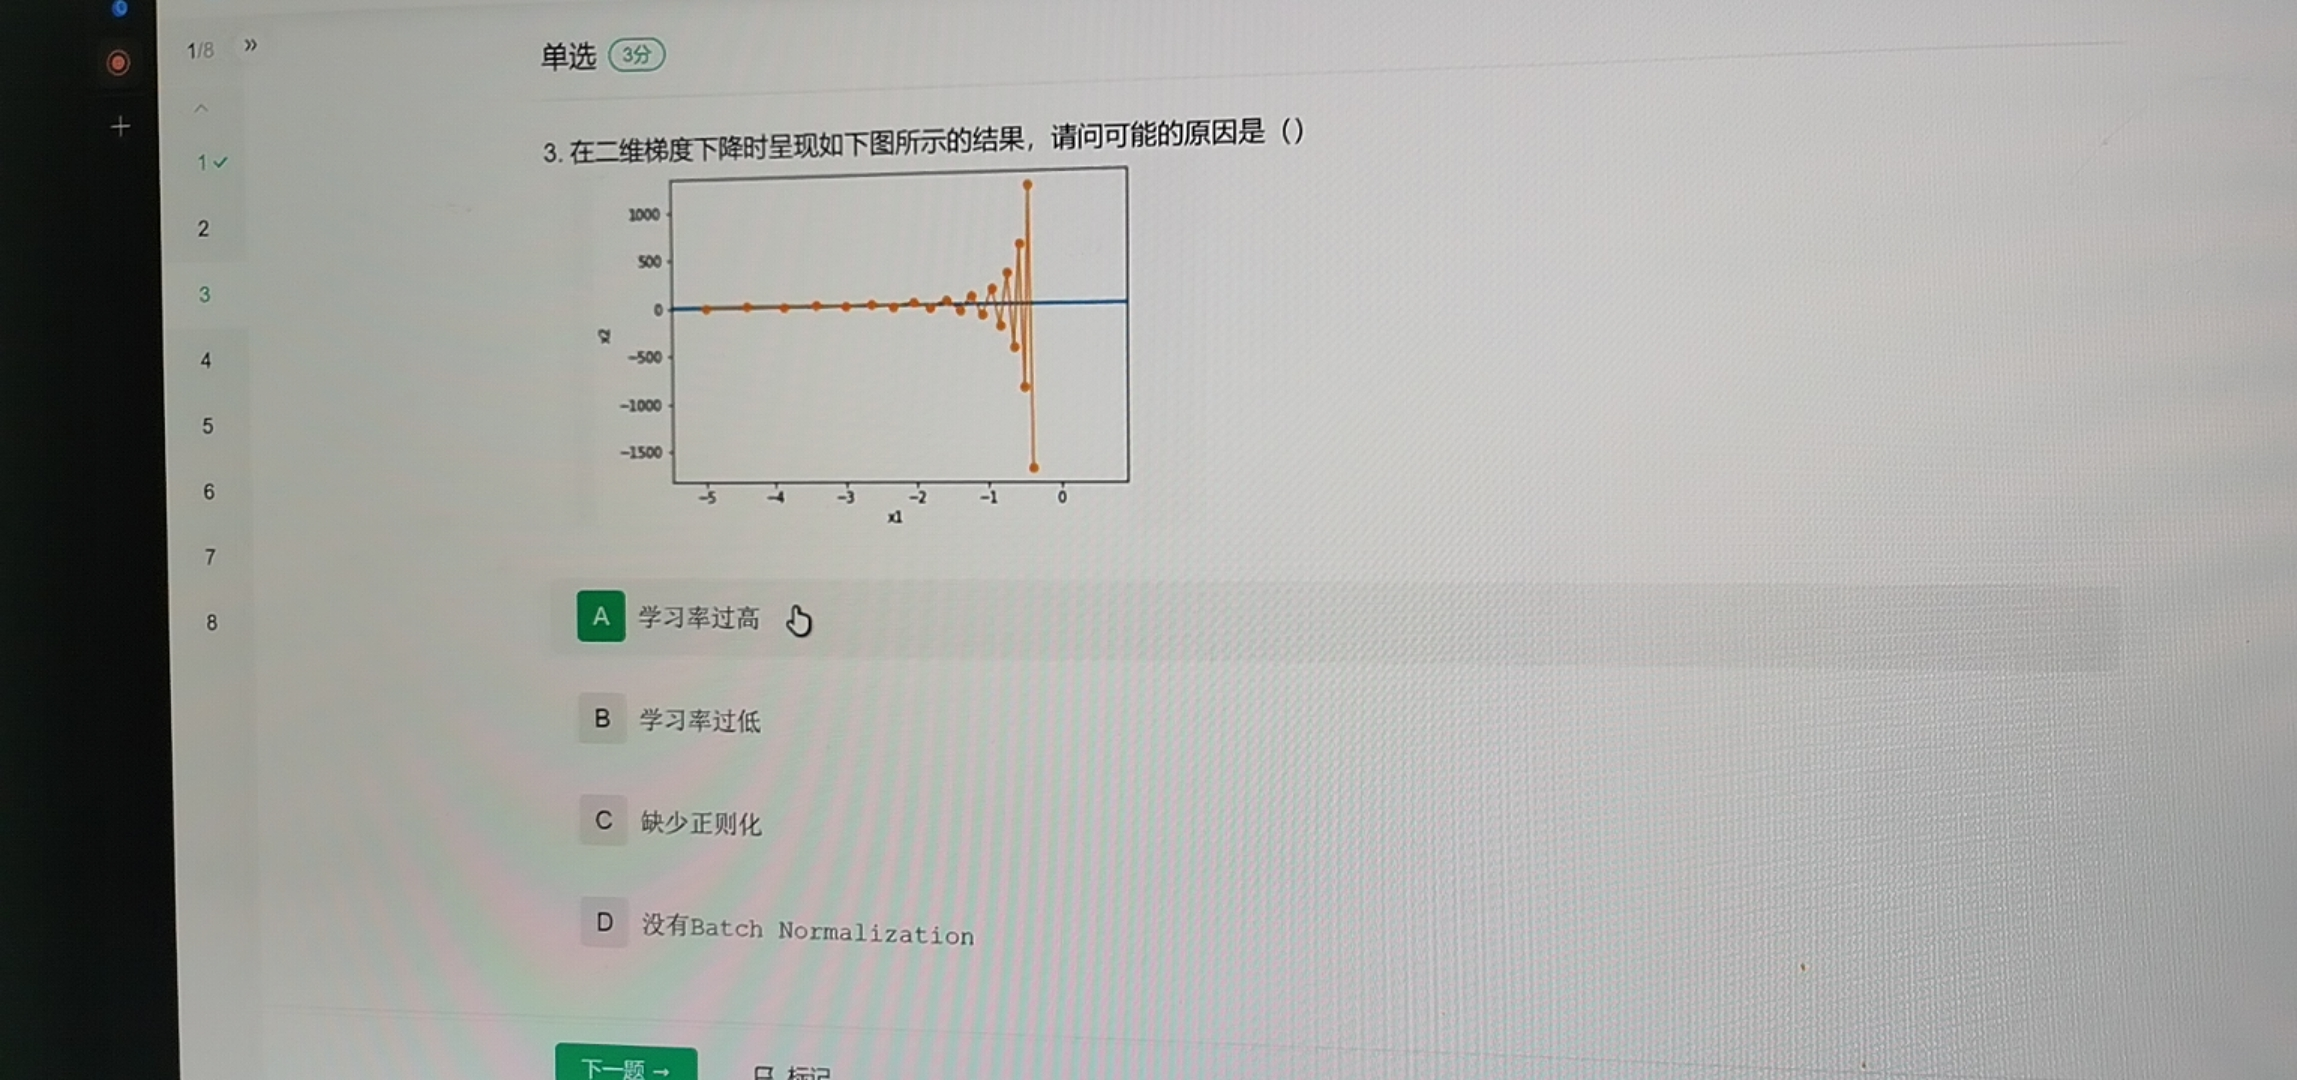 1/8 »
单选 3分
1
2
3
4
5
6
7
8
3. 在二维梯度下降时呈现如下图所示的结果，请问可能的原因是（）
1000
500
0
-500
-1000
-1500
x2
-5 -4 -3 -2 -1 0
x1
A 学习率过高
B 学习率过低
C 缺少正则化
D 没有Batch Normalization
下一题 → 标记